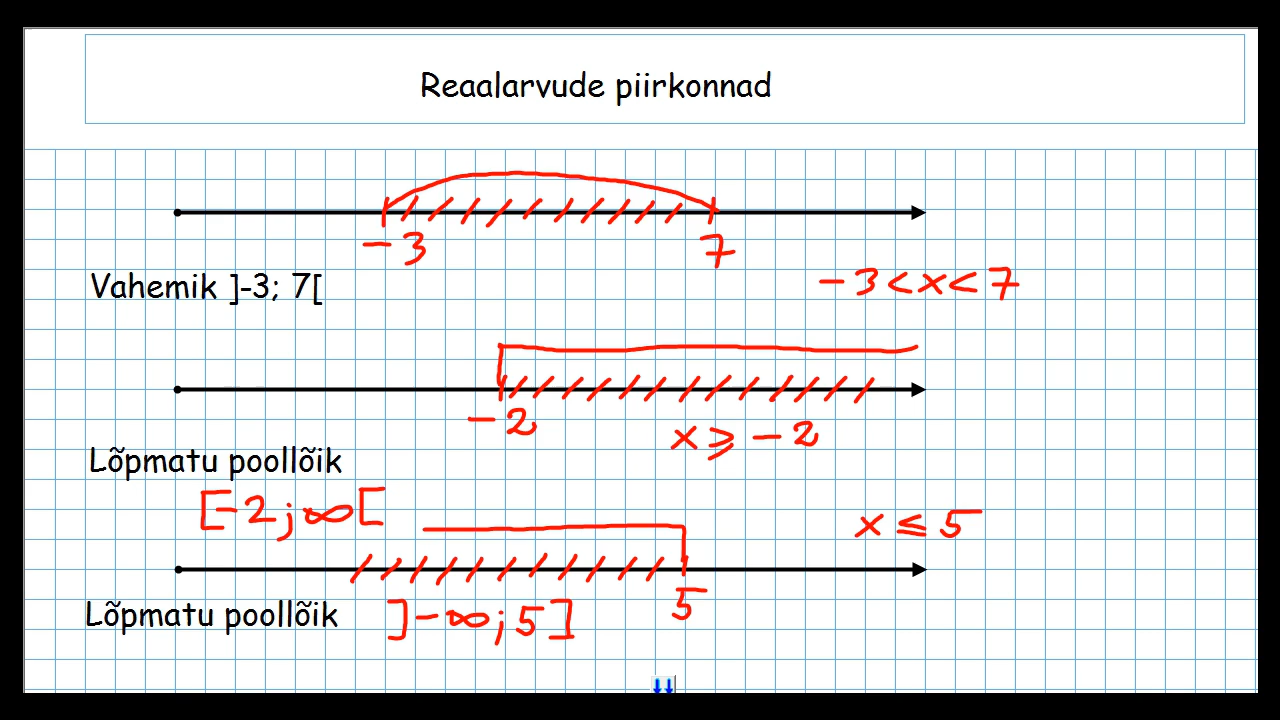 Reaalarvude piirkonnad
-3 7
Vahemik ]-3; 7[
-3 < x < 7
-2
x ⩾ -2
Lõpmatu poollõik
[-2; ∞[
x ≤ 5
5
Lõpmatu poollõik
]-∞; 5]